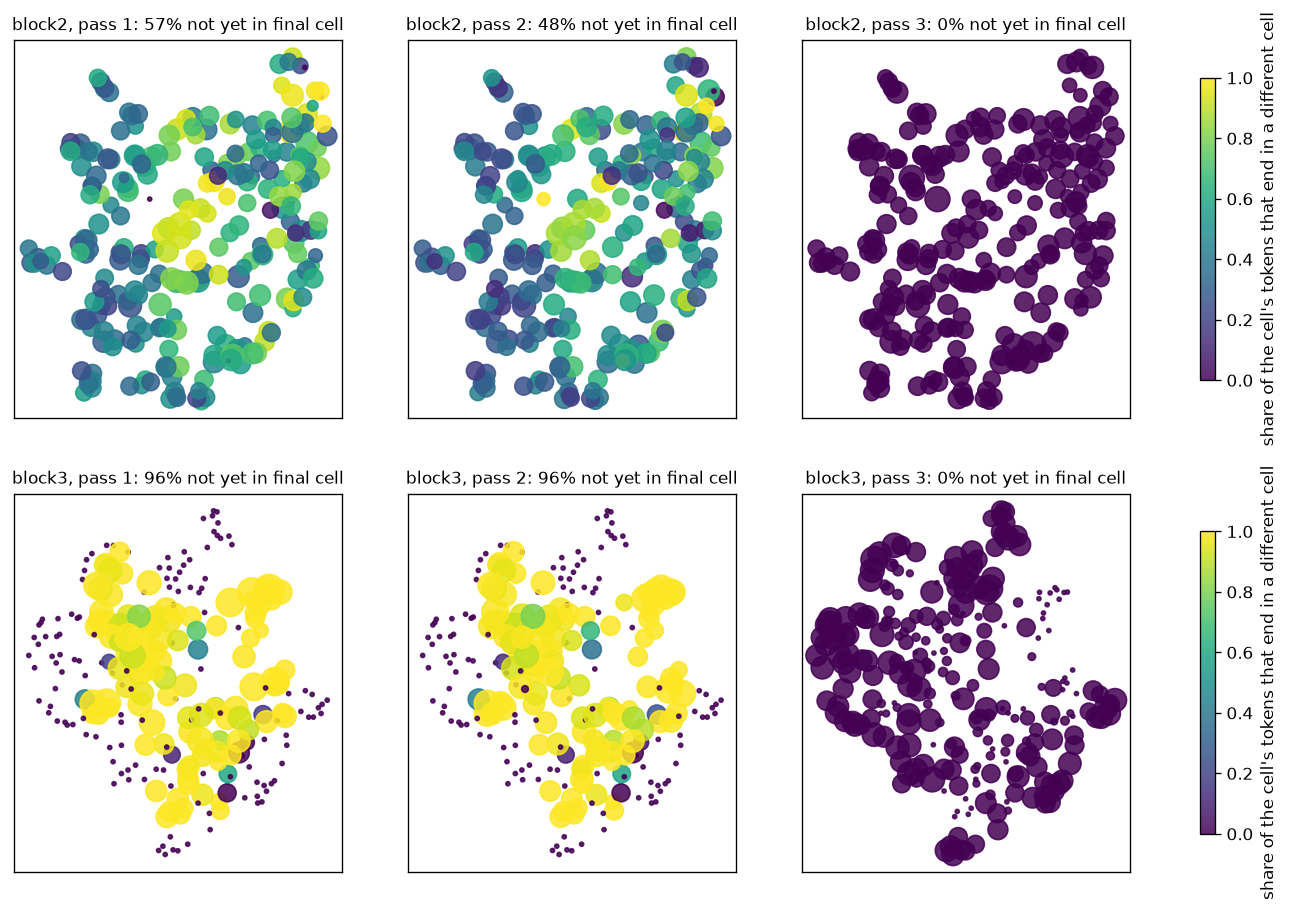 block2, pass 1: 57% not yet in final cell
block2, pass 2: 48% not yet in final cell
block2, pass 3: 0% not yet in final cell
1.0
0.8
0.6
0.4
0.2
0.0
share of the cell's tokens that end in a different cell
block3, pass 1: 96% not yet in final cell
block3, pass 2: 96% not yet in final cell
block3, pass 3: 0% not yet in final cell
1.0
0.8
0.6
0.4
0.2
0.0
share of the cell's tokens that end in a different cell